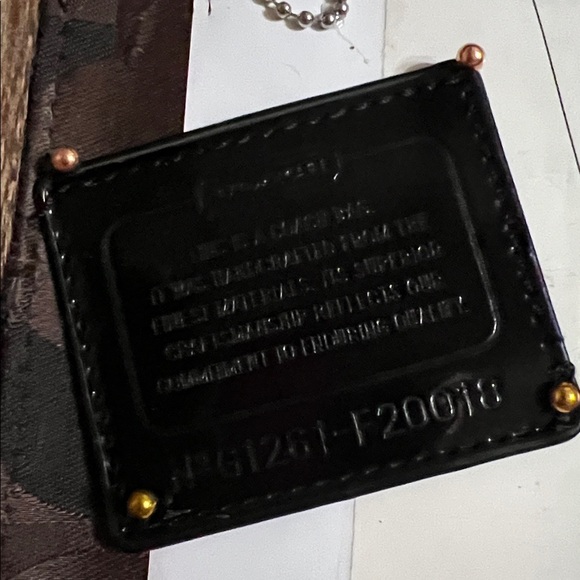 THIS IS A COACH BAG.
IT WAS HANDCRAFTED FROM THE
FINEST MATERIALS. ITS SUPERIOR
CRAFTSMANSHIP REFLECTS OUR
COMMITMENT TO ENDURING QUALITY.
Nº G1261-F20018